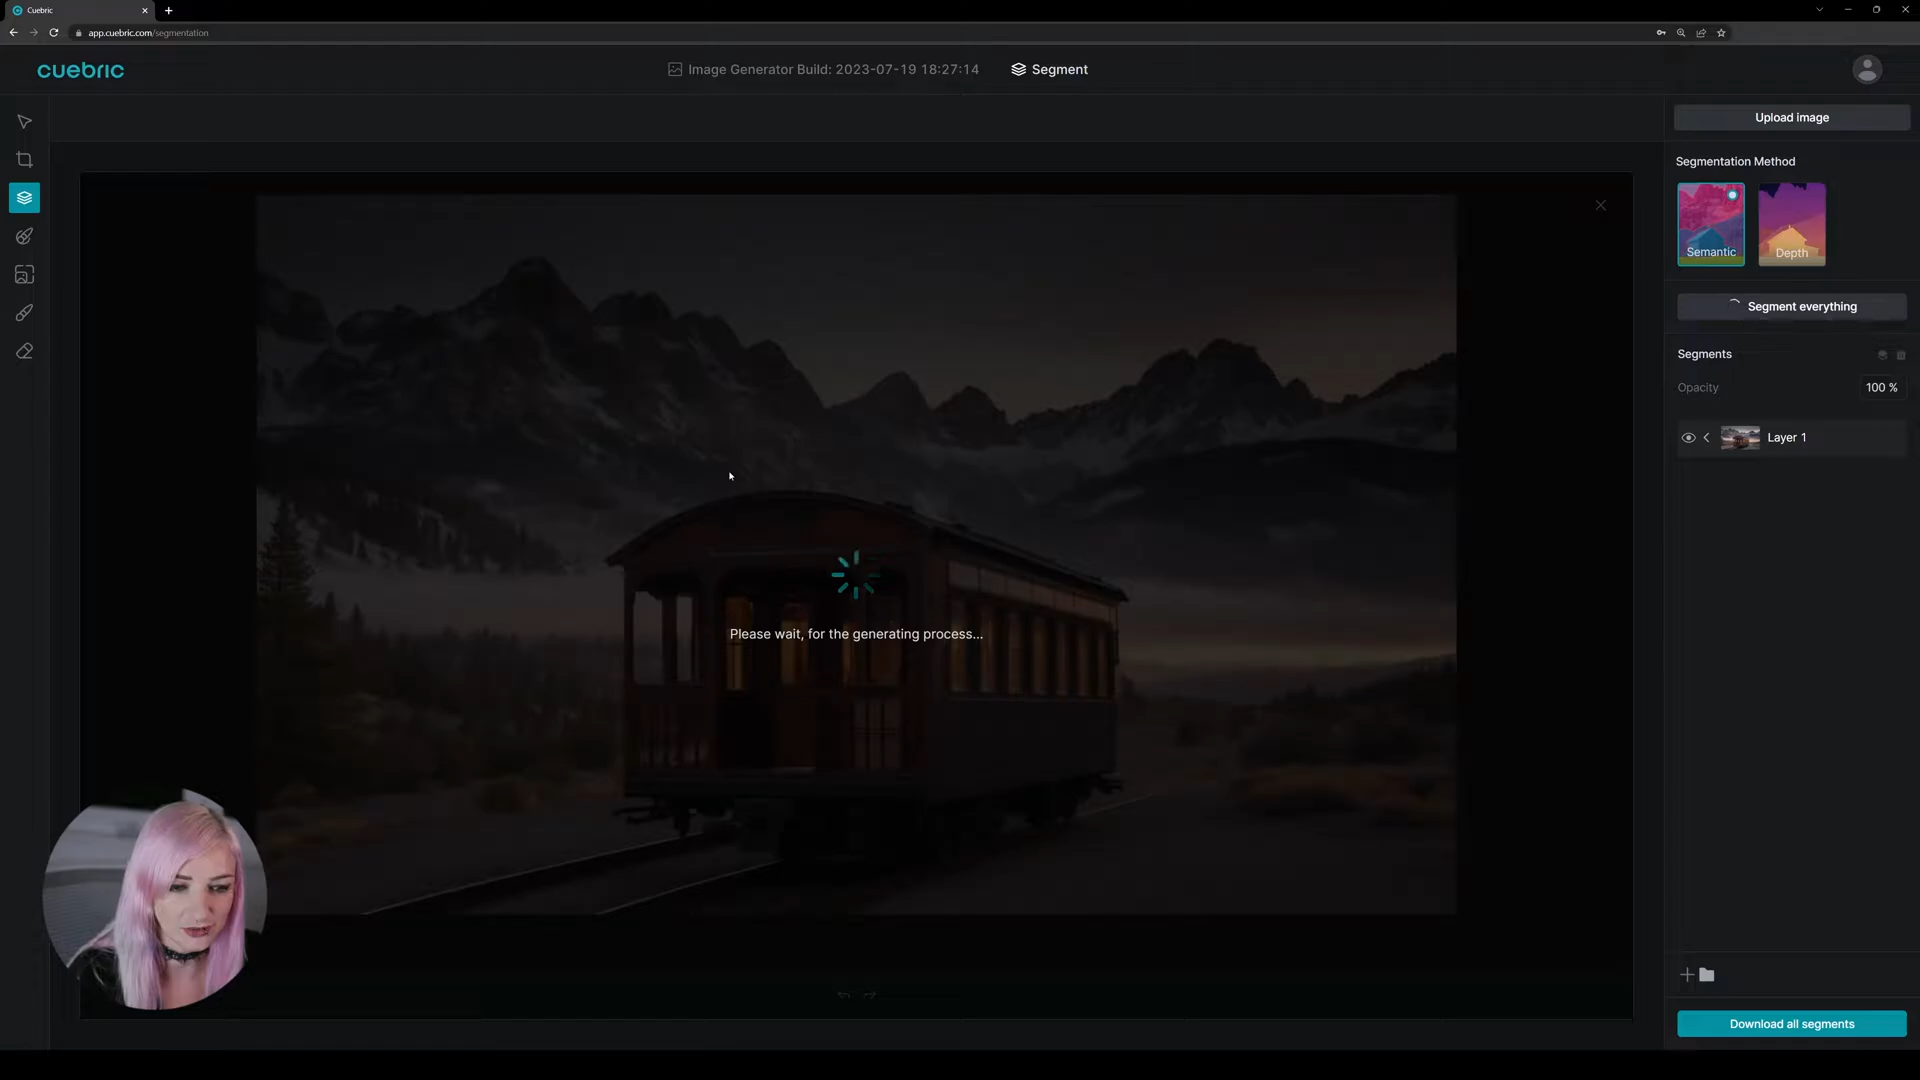 Cuebric
app.cuebric.com/segmentation
cuebric
Image Generator Build: 2023-07-19 18:27:14
Segment
Upload image
Segmentation Method
Semantic
Depth
Segment everything
Segments
Opacity
100 %
Layer 1
Please wait, for the generating process...
Download all segments